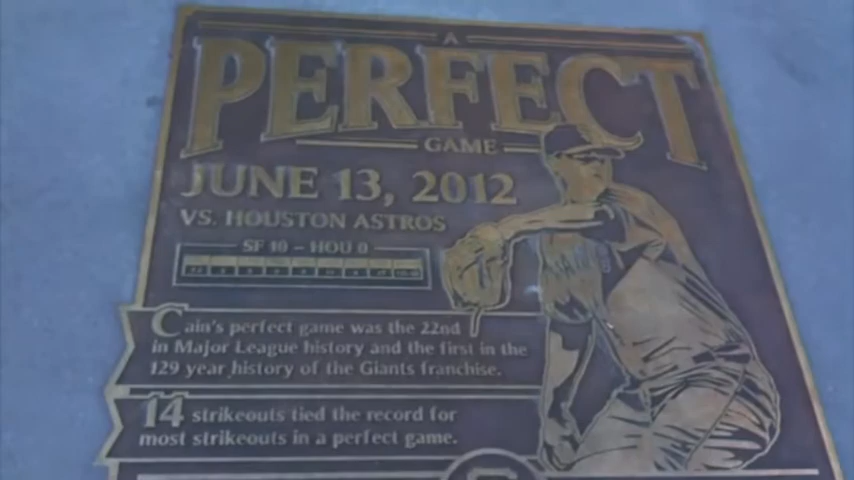 A
PERFECT
GAME
JUNE 13, 2012
VS. HOUSTON ASTROS
SF 10 – HOU 0
Cain's perfect game was the 22nd
in Major League history and the first in the
129 year history of the Giants franchise.
14 strikeouts tied the record for
most strikeouts in a perfect game.